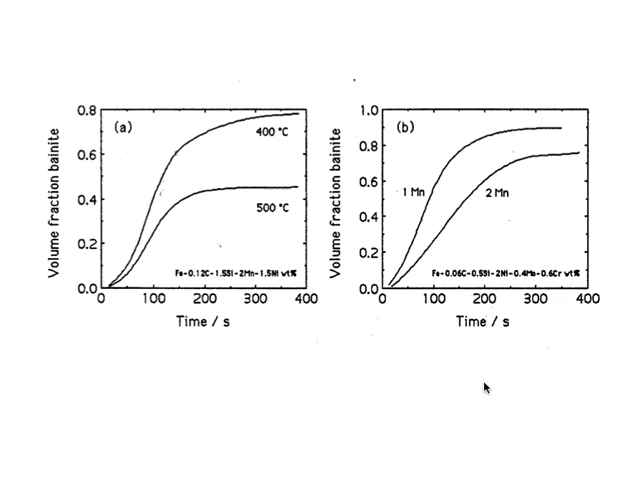 (a)
Volume fraction bainite
0.8
0.6
0.4
0.2
0.0
400 °C
500 °C
Fe-0.12C-1.5Si-2Mn-1.5Ni wt%
0 100 200 300 400
Time / s
(b)
Volume fraction bainite
1.0
0.8
0.6
0.4
0.2
0.0
1 Mn
2 Mn
Fe-0.06C-0.5Si-2Ni-0.4Mo-0.6Cr wt%
0 100 200 300 400
Time / s